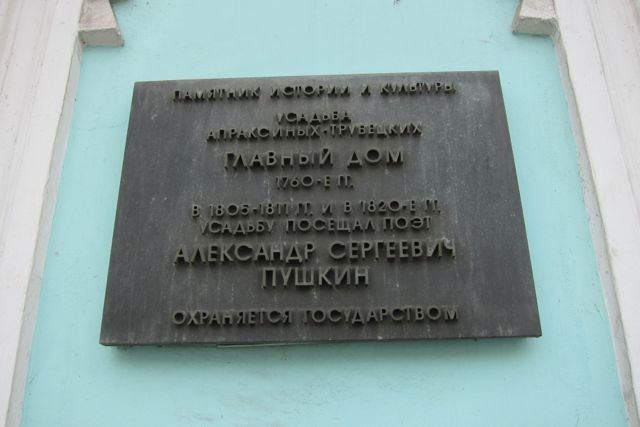 ПАМЯТНИК ИСТОРИИ И КУЛЬТУРЫ
УСАДЬБА
АПРАКСИНЫХ-ТРУБЕЦКИХ
ГЛАВНЫЙ ДОМ
1760-Е ГГ.
В 1805-1811 ГГ. И В 1820-Е ГГ.
УСАДЬБУ ПОСЕЩАЛ ПОЭТ
АЛЕКСАНДР СЕРГЕЕВИЧ
ПУШКИН
ОХРАНЯЕТСЯ ГОСУДАРСТВОМ